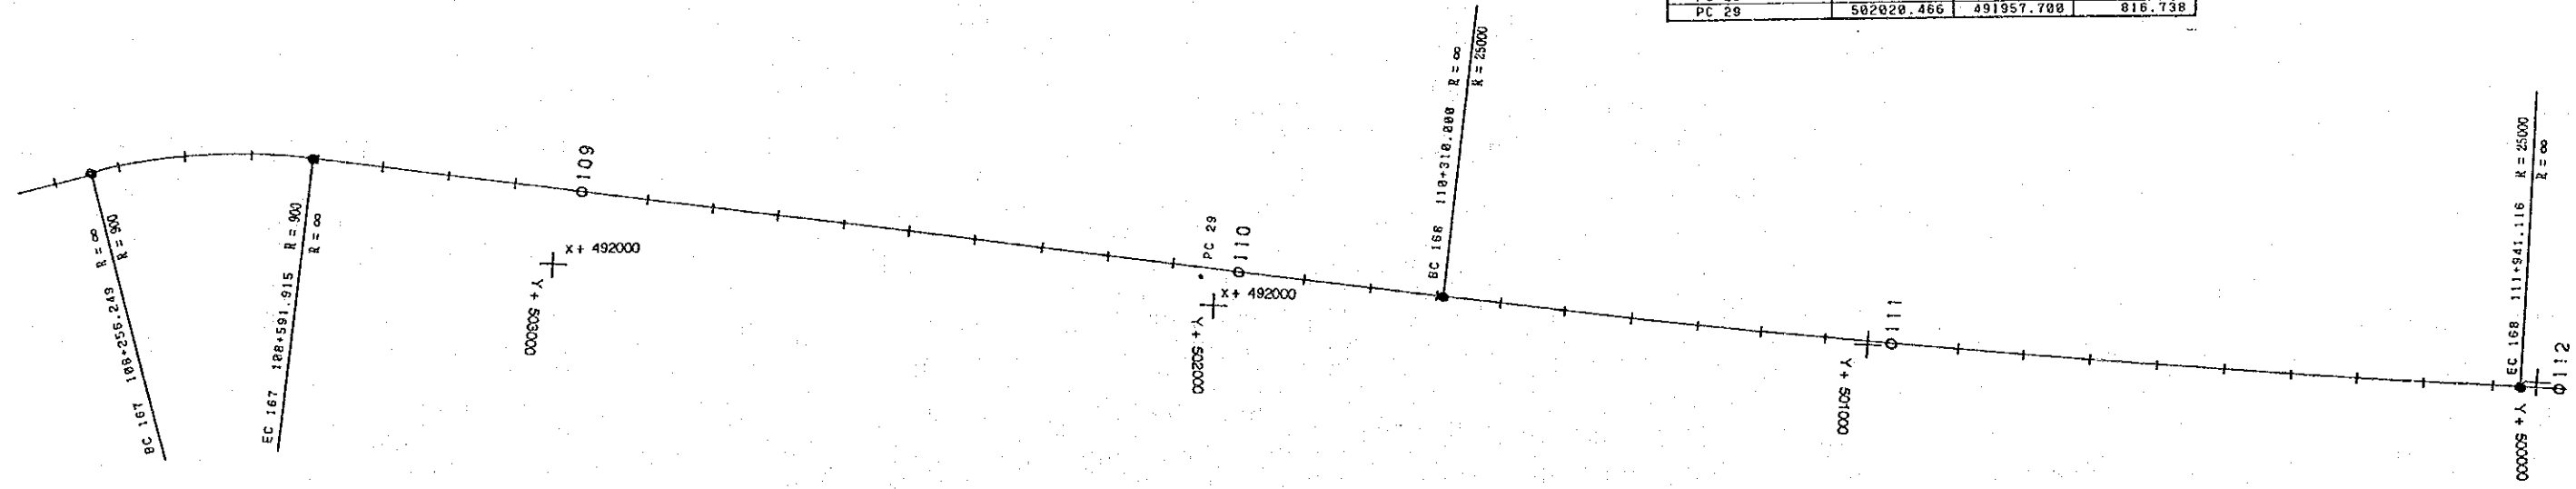 PC 29 502020.466 491957.700 816.738
BC 167 108+256.249 R = ∞
R = 900
EC 167 108+591.915 R = 900
R = ∞
109
X + 492000
Y + 503000
PC 29
110
X + 492000
Y + 502000
BC 168 110+310.000 R = ∞
R = 25000
111
Y + 501000
EC 168 111+941.116 R = 25000
R = ∞
112
Y + 500000